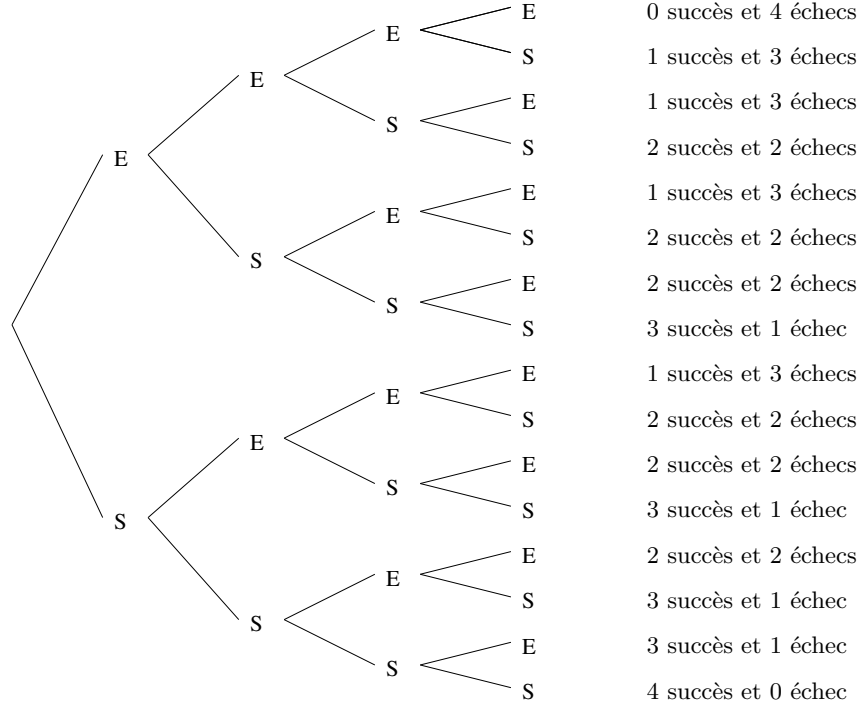 E 0 succès et 4 échecs
E
S 1 succès et 3 échecs
E
E 1 succès et 3 échecs
S
S 2 succès et 2 échecs
E
E 1 succès et 3 échecs
E
S 2 succès et 2 échecs
S
E 2 succès et 2 échecs
S
S 3 succès et 1 échec
E 1 succès et 3 échecs
E
S 2 succès et 2 échecs
E
E 2 succès et 2 échecs
S
S 3 succès et 1 échec
S
E 2 succès et 2 échecs
E
S 3 succès et 1 échec
S
E 3 succès et 1 échec
S
S 4 succès et 0 échec